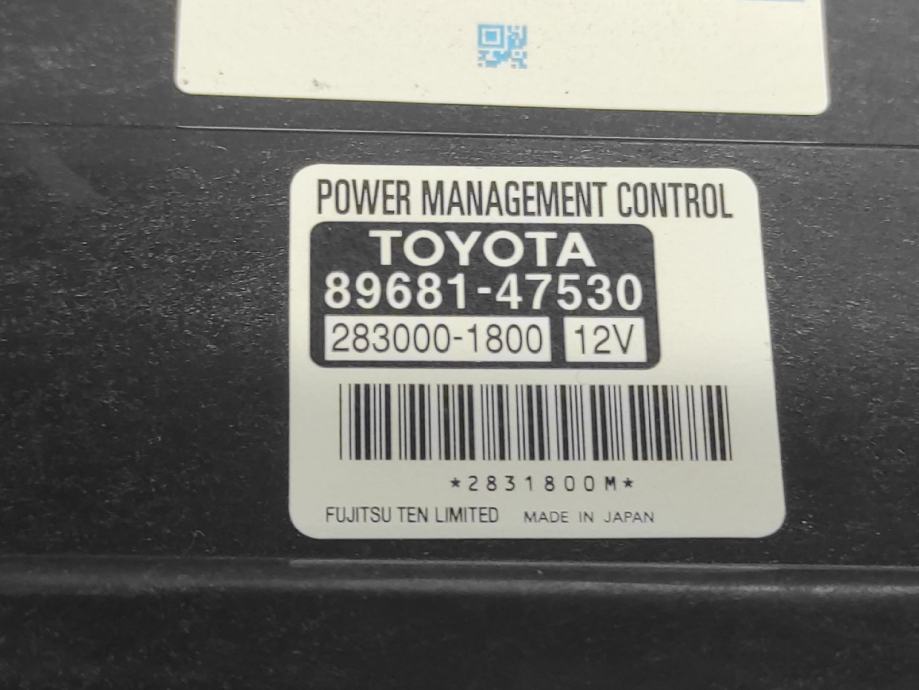 POWER MANAGEMENT CONTROL
TOYOTA
89681-47530
283000-1800 12V
*2831800M*
FUJITSU TEN LIMITED MADE IN JAPAN